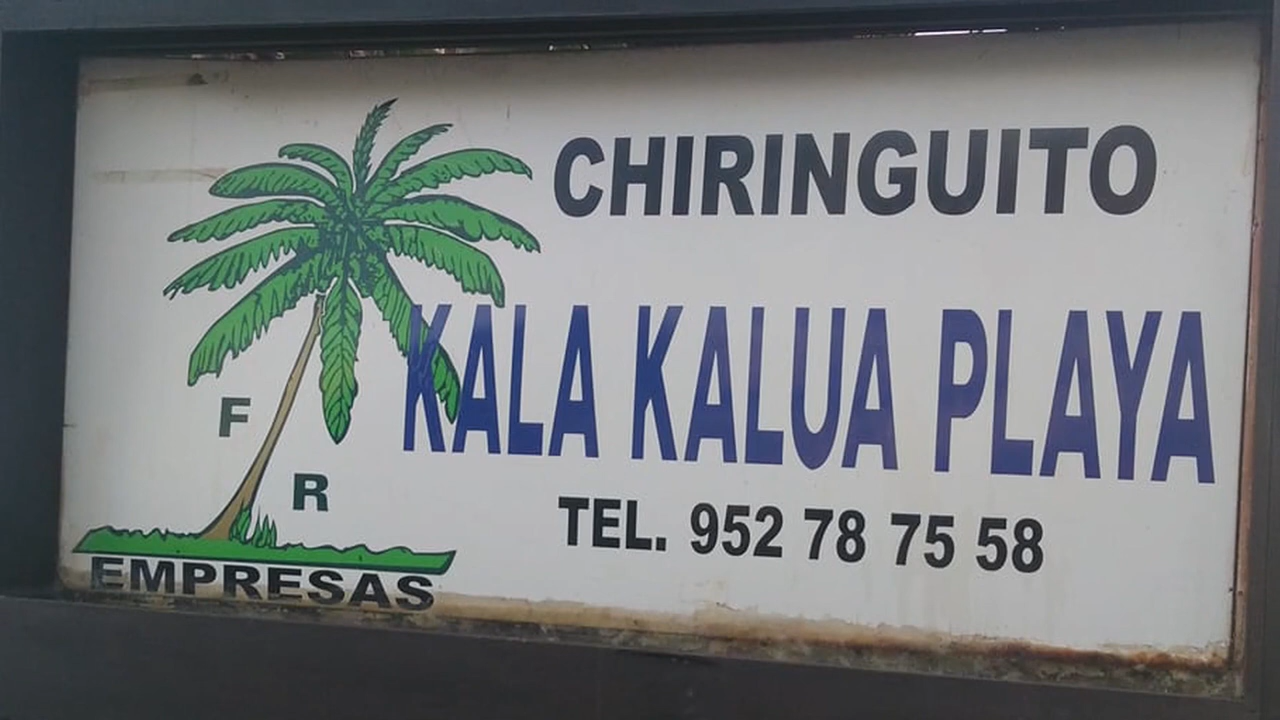 CHIRINGUITO
KALA KALUA PLAYA
TEL. 952 78 75 58
F
R
EMPRESAS